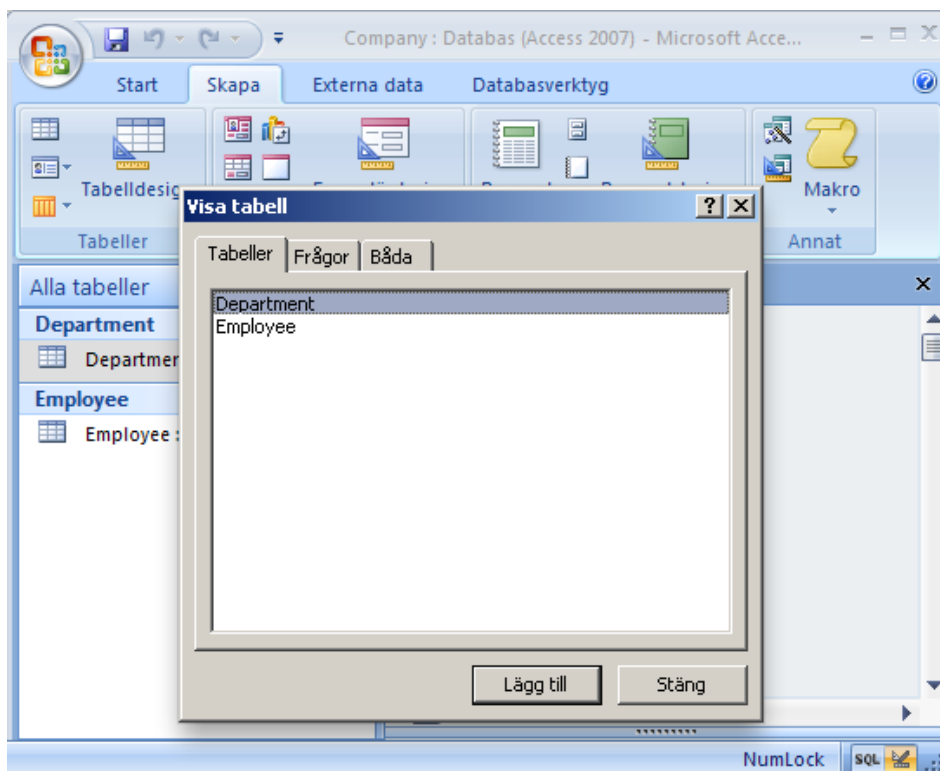 Company : Databas (Access 2007) - Microsoft Acce...
Start Skapa Externa data Databasverktyg
Tabelldesig
Makro
Tabeller
Annat
Visa tabell
Tabeller Frågor Båda
Department
Employee
Alla tabeller
Department
Departmen
Employee
Employee :
Lägg till Stäng
NumLock SQL